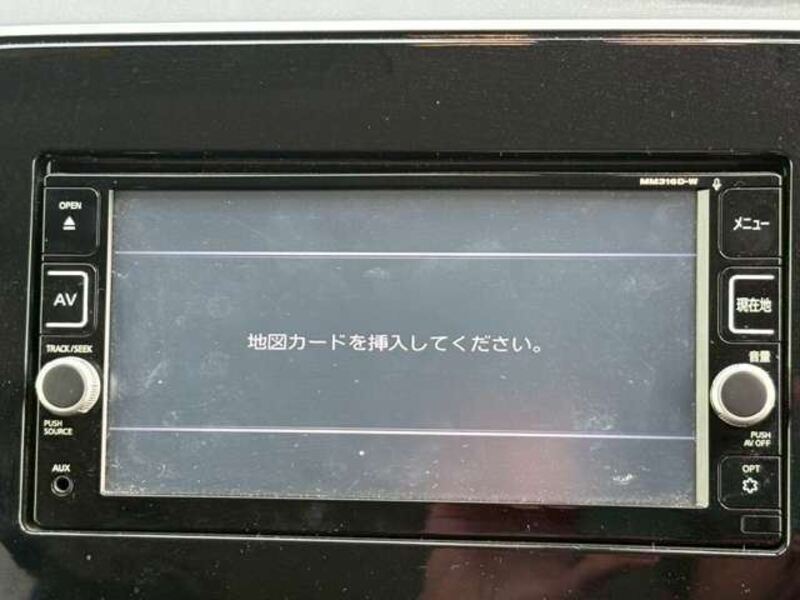 MM316D-W
OPEN
メニュー
AV
現在地
地図カードを挿入してください。
TRACK/SEEK
音量
PUSH
SOURCE
PUSH
AV OFF
AUX
OPT